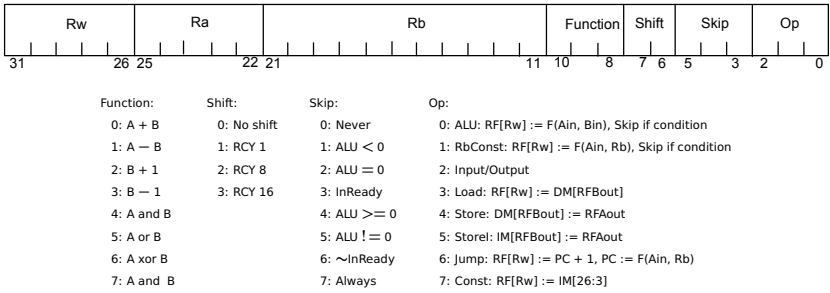 Rw Ra Rb Function Shift Skip Op
31 26 25 22 21 11 10 8 7 6 5 3 2 0
Function: Shift: Skip: Op:
0: A + B 0: No shift 0: Never 0: ALU: RF[Rw] := F(Ain, Bin), Skip if condition
1: A − B 1: RCY 1 1: ALU < 0 1: RbConst: RF[Rw] := F(Ain, Rb), Skip if condition
2: B + 1 2: RCY 8 2: ALU = 0 2: Input/Output
3: B − 1 3: RCY 16 3: InReady 3: Load: RF[Rw] := DM[RFBout]
4: A and B 4: ALU >= 0 4: Store: DM[RFBout] := RFAout
5: A or B 5: ALU != 0 5: StoreI: IM[RFBout] := RFAout
6: A xor B 6: ~InReady 6: Jump: RF[Rw] := PC + 1, PC := F(Ain, Rb)
7: A and B 7: Always 7: Const: RF[Rw] := IM[26:3]